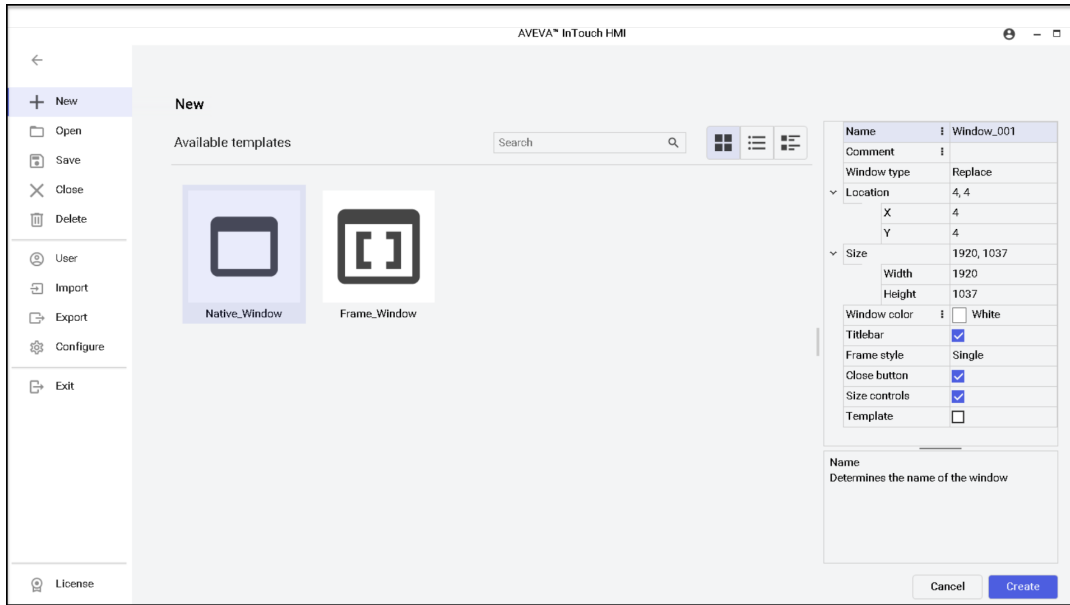 AVEVA™ InTouch HMI
New
Open
Save
Close
Delete
User
Import
Export
Configure
Exit
License
New
Available templates
Search
Native_Window
Frame_Window
Name Window_001
Comment
Window type Replace
Location 4, 4
X 4
Y 4
Size 1920, 1037
Width 1920
Height 1037
Window color White
Titlebar
Frame style Single
Close button
Size controls
Template
Name
Determines the name of the window
Cancel
Create